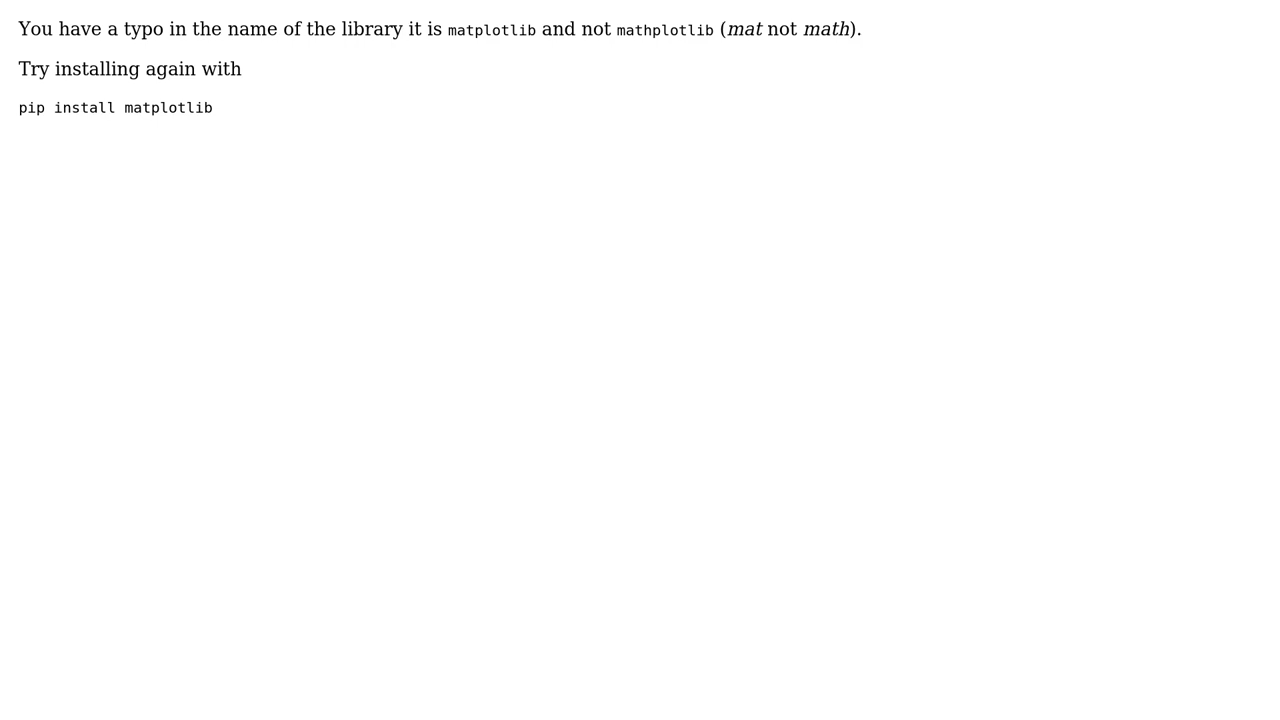 You have a typo in the name of the library it is matplotlib and not mathplotlib (mat not math).
Try installing again with
pip install matplotlib